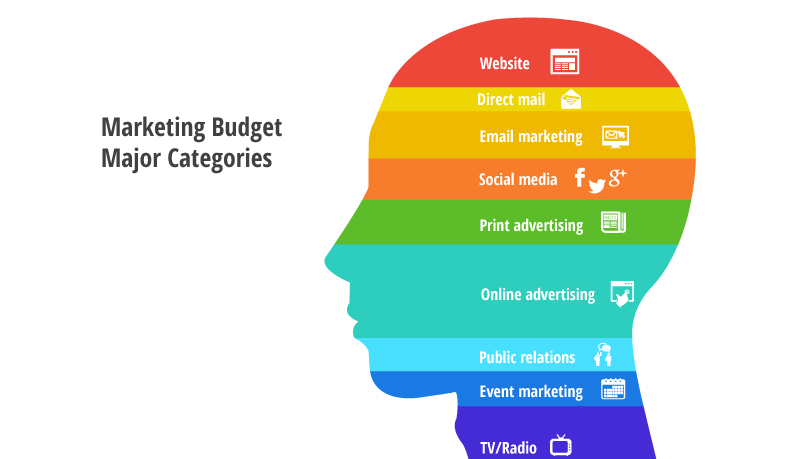 Marketing Budget
Major Categories
Website
Direct mail
Email marketing
Social media
Print advertising
Online advertising
Public relations
Event marketing
TV/Radio